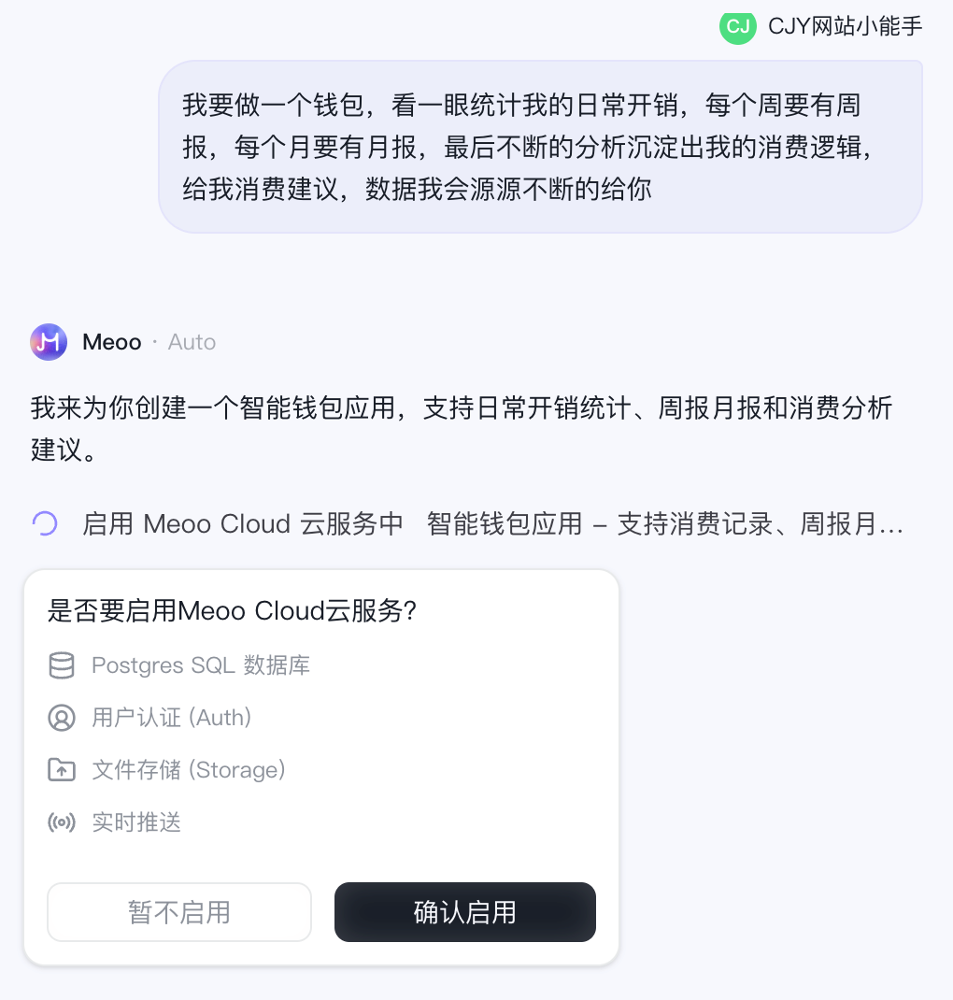 CJ CJY网站小能手
我要做一个钱包，看一眼统计我的日常开销，每个周要有周
报，每个月要有月报，最后不断的分析沉淀出我的消费逻辑，
给我消费建议，数据我会源源不断的给你
Meoo · Auto
我来为你创建一个智能钱包应用，支持日常开销统计、周报月报和消费分析
建议。
启用 Meoo Cloud 云服务中 智能钱包应用 – 支持消费记录、周报月...
是否要启用Meoo Cloud云服务?
Postgres SQL 数据库
用户认证 (Auth)
文件存储 (Storage)
实时推送
暂不启用 确认启用